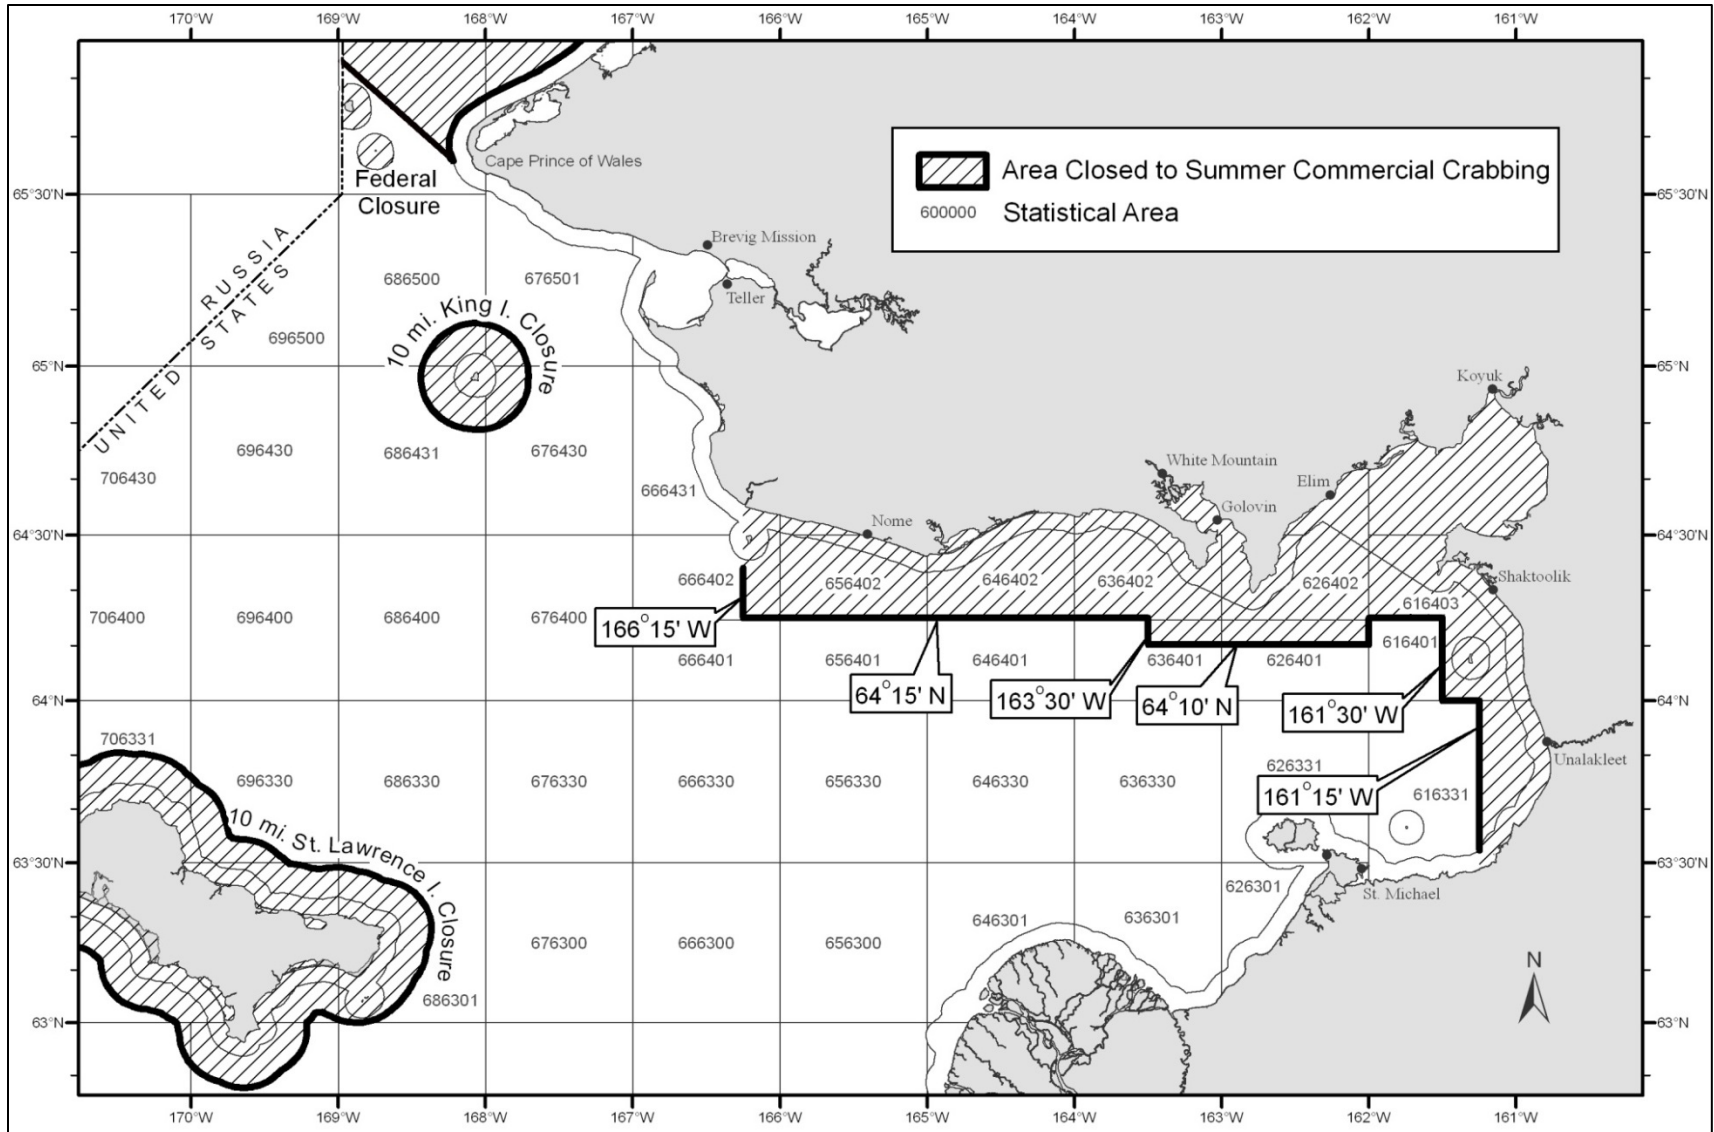 170°W 169°W 168°W 167°W 166°W 165°W 164°W 163°W 162°W 161°W
Cape Prince of Wales
Federal
Closure
Area Closed to Summer Commercial Crabbing
600000 Statistical Area
65°30'N 65°30'N
RUSSIA
UNITED STATES
Brevig Mission
Teller
686500 676501
10 mi. King I. Closure
696500
65°N 65°N
Koyuk
696430 686431 676430
706430
666431
White Mountain
Elim
Golovin
Nome
64°30'N 64°30'N
Shaktoolik
666402 656402 646402 636402 626402
616403
706400 696400 686400 676400
166°15' W
616401
666401 656401 646401 636401 626401
64°15' N 163°30' W 64°10' N 161°30' W
64°N 64°N
706331
Unalakleet
626331
696330 686330 676330 666330 656330 646330 636330
161°15' W 616331
10 mi. St. Lawrence I. Closure
63°30'N 63°30'N
St. Michael
626301
646301 636301
676300 666300 656300
686301
N
63°N 63°N
170°W 169°W 168°W 167°W 166°W 165°W 164°W 163°W 162°W 161°W